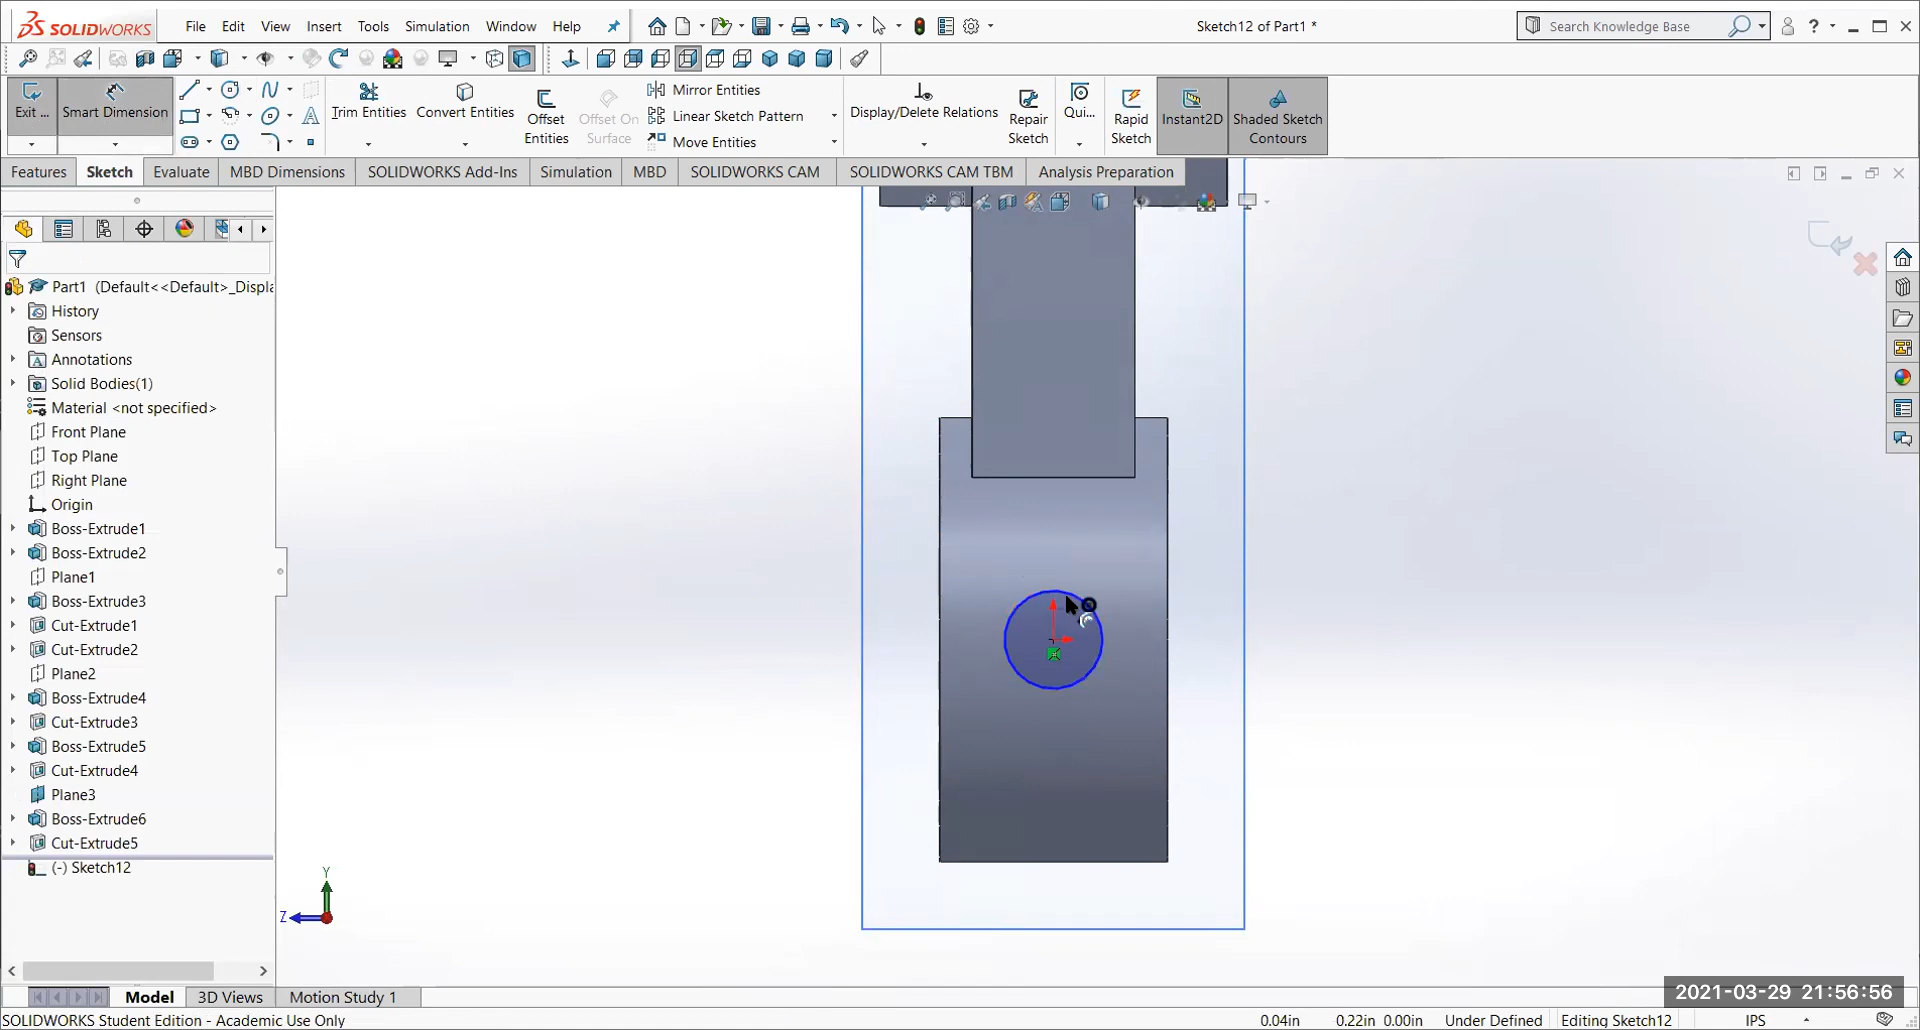 SOLIDWORKS File Edit View Insert Tools Simulation Window Help Sketch12 of Part1 * Search Knowledge Base ?
Exit ... Smart Dimension Trim Entities Convert Entities Offset Entities Offset On Surface Mirror Entities Linear Sketch Pattern Move Entities Display/Delete Relations Repair Sketch Qui... Rapid Sketch Instant2D Shaded Sketch Contours
Features Sketch Evaluate MBD Dimensions SOLIDWORKS Add-Ins Simulation MBD SOLIDWORKS CAM SOLIDWORKS CAM TBM Analysis Preparation
Part1 (Default<<Default>_Displa
History
Sensors
Annotations
Solid Bodies(1)
Material <not specified>
Front Plane
Top Plane
Right Plane
Origin
Boss-Extrude1
Boss-Extrude2
Plane1
Boss-Extrude3
Cut-Extrude1
Cut-Extrude2
Plane2
Boss-Extrude4
Cut-Extrude3
Boss-Extrude5
Cut-Extrude4
Plane3
Boss-Extrude6
Cut-Extrude5
(-) Sketch12
Y
Z
Model 3D Views Motion Study 1
2021-03-29 21:56:56
SOLIDWORKS Student Edition - Academic Use Only 0.04in 0.22in 0.00in Under Defined Editing Sketch12 IPS